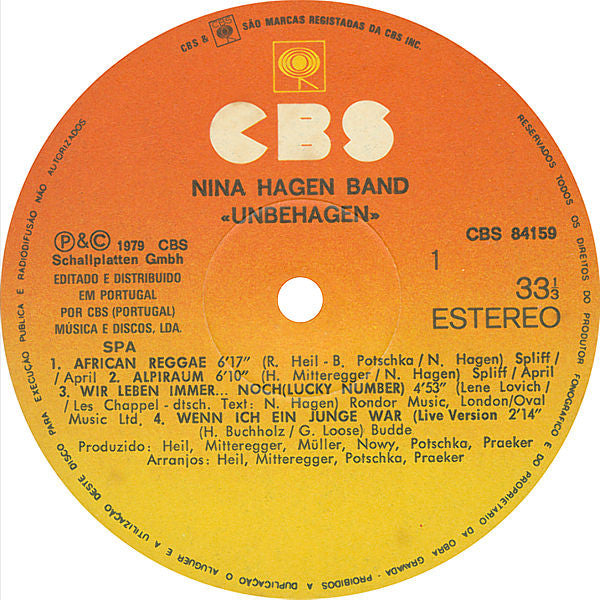 CBS & CBS SÃO MARCAS REGISTADAS DA CBS INC.
CBS
NINA HAGEN BAND
«UNBEHAGEN»
Ⓟ&© 1979 CBS
Schallplatten Gmbh
EDITADO E DISTRIBUIDO
EM PORTUGAL
POR CBS (PORTUGAL)
MÚSICA E DISCOS, LDA.
CBS 84159
1
33⅓
ESTEREO
SPA
1. AFRICAN REGGAE 6'17" (R. Heil - B. Potschka/N. Hagen) Spliff/
/April 2. ALPIRAUM 6'10" (H. Mitteregger/N. Hagen) Spliff/April
3. WIR LEBEN IMMER... NOCH(LUCKY NUMBER) 4'53" (Lene Lovich/
/Les Chappel - dtsch. Text: N. Hagen) Rondor Music, London/Oval
Music Ltd. 4. WENN ICH EIN JUNGE WAR (Live Version 2'14"
(H. Buchholz/G. Loose) Budde
Produzido: Heil, Mitteregger, Müller, Nowy, Potschka, Praeker
Arranjos: Heil, Mitteregger, Potschka, Praeker
RESERVADOS TODOS OS DIREITOS DO PRODUTOR FONOGRÁFICO E DO PROPRIETÁRIO DA OBRA GRAVADA - PROIBIDOS A DUPLICAÇÃO O ALUGUER E A UTILIZAÇÃO DESTE DISCO PARA EXECUÇÃO PÚBLICA E RADIODIFUSÃO NÃO AUTORIZADOS